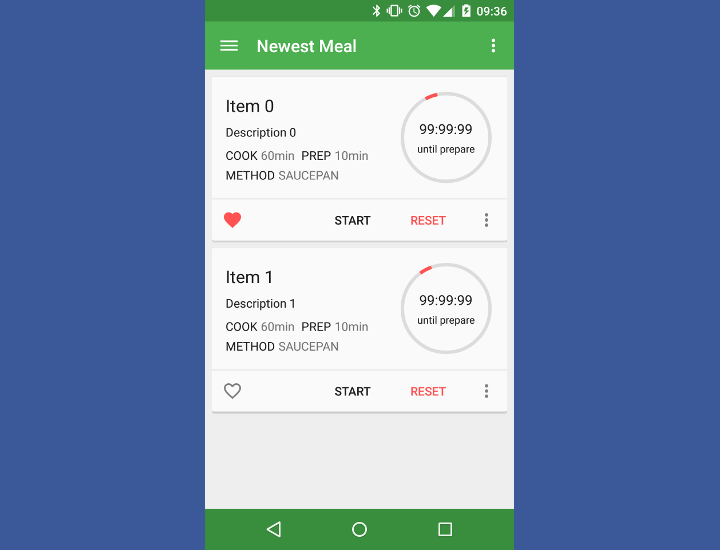 09:36
Newest Meal
Item 0
Description 0
COOK 60min PREP 10min
METHOD SAUCEPAN
99:99:99
until prepare
START RESET
Item 1
Description 1
COOK 60min PREP 10min
METHOD SAUCEPAN
99:99:99
until prepare
START RESET